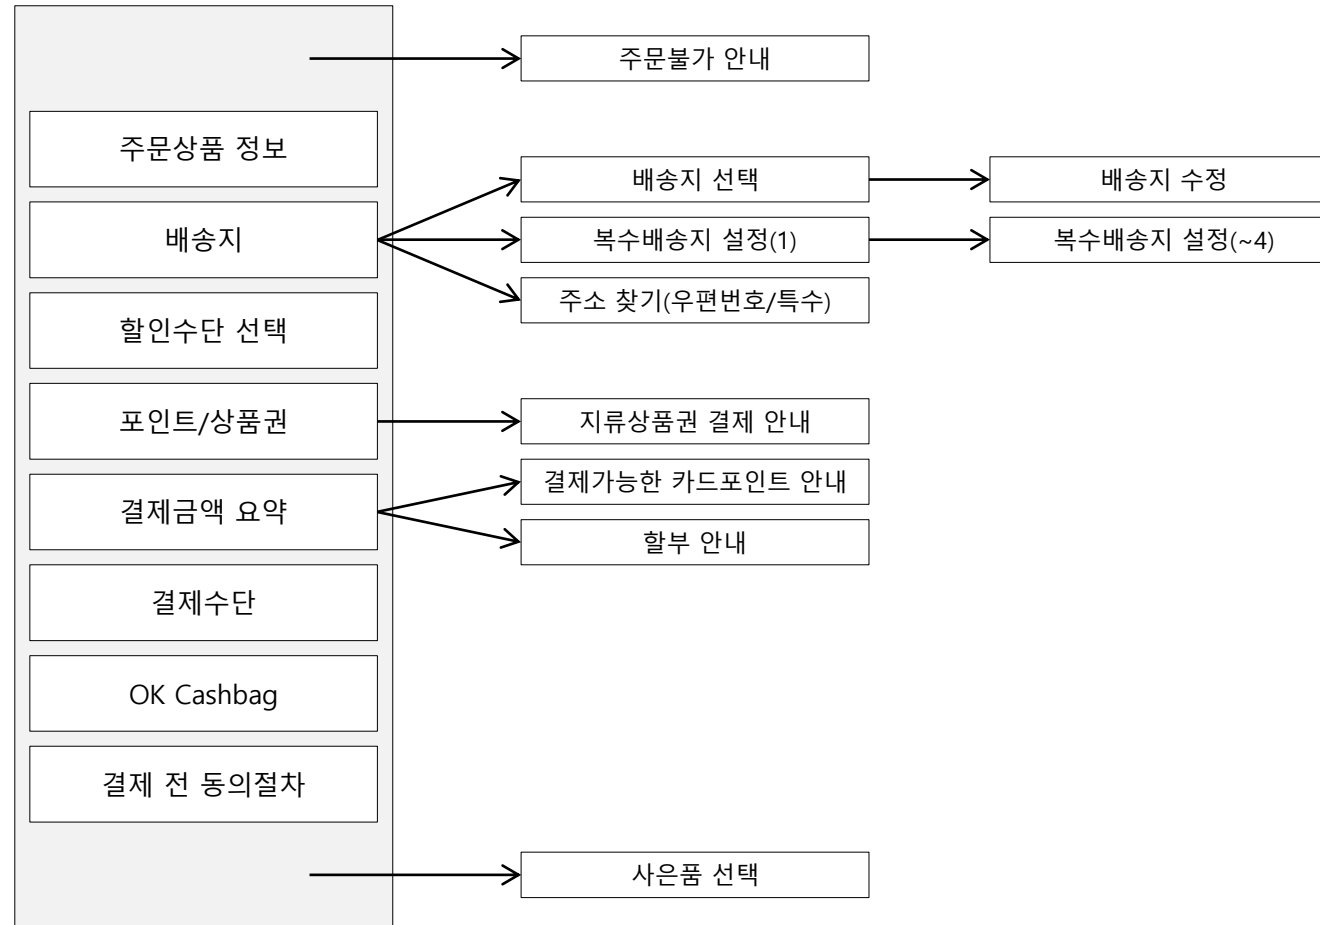 주문불가 안내
주문상품 정보
배송지 선택
배송지 수정
배송지
복수배송지 설정(1)
복수배송지 설정(~4)
주소 찾기(우편번호/특수)
할인수단 선택
포인트/상품권
지류상품권 결제 안내
결제가능한 카드포인트 안내
결제금액 요약
할부 안내
결제수단
OK Cashbag
결제 전 동의절차
사은품 선택